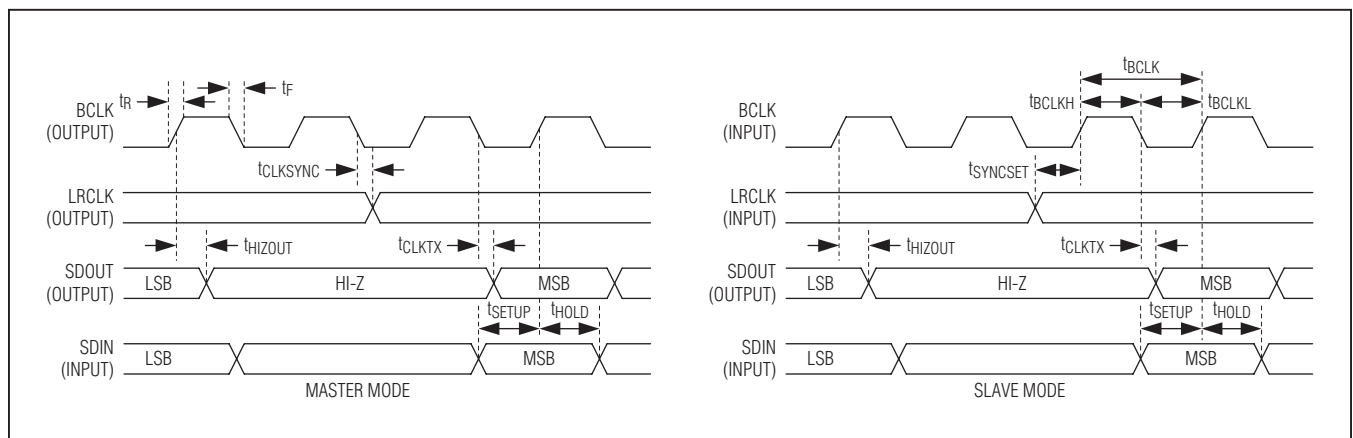 tR
tF
BCLK
(OUTPUT)
tCLKSYNC
LRCLK
(OUTPUT)
tHIZOUT
tCLKTX
SDOUT
(OUTPUT)
LSB
HI-Z
MSB
tSETUP
tHOLD
SDIN
(INPUT)
LSB
MSB
MASTER MODE
tBCLK
tBCLKH
tBCLKL
BCLK
(INPUT)
tSYNCSET
LRCLK
(INPUT)
tHIZOUT
tCLKTX
SDOUT
(OUTPUT)
LSB
HI-Z
MSB
tSETUP
tHOLD
SDIN
(INPUT)
LSB
MSB
SLAVE MODE